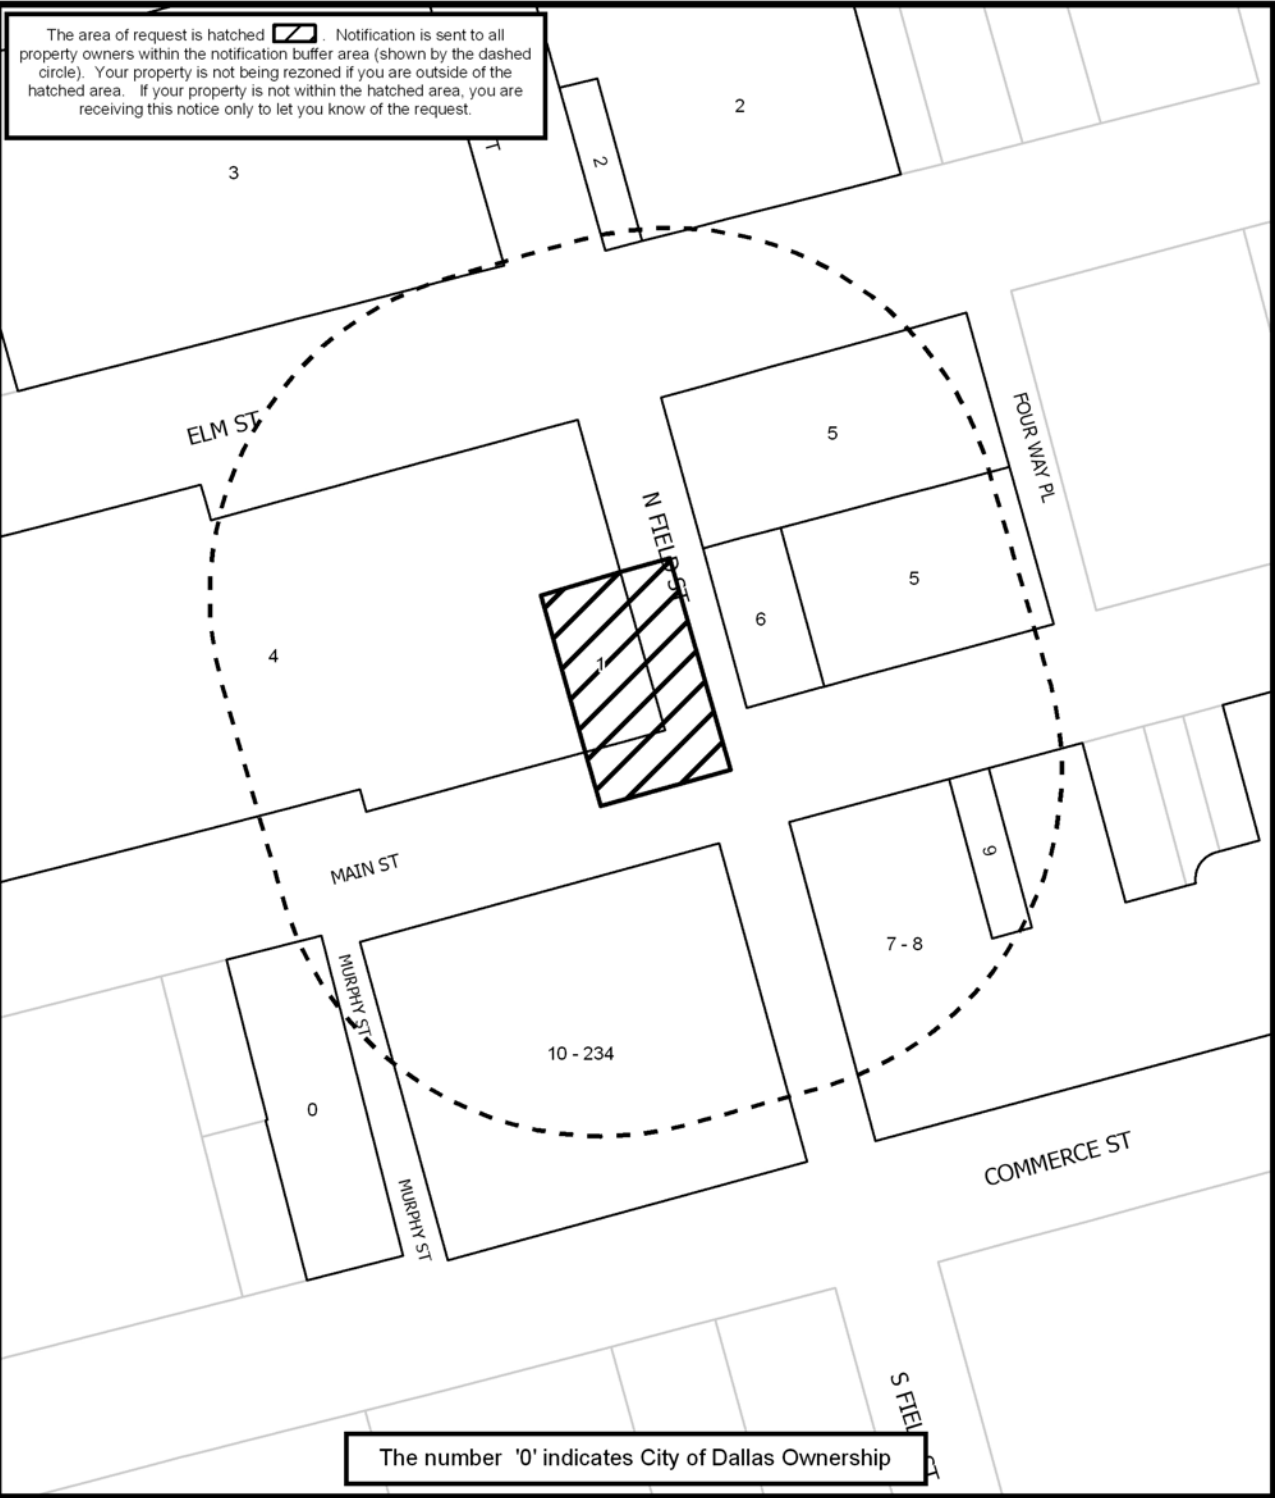 The area of request is hatched . Notification is sent to all
property owners within the notification buffer area (shown by the dashed
circle). Your property is not being rezoned if you are outside of the
hatched area. If your property is not within the hatched area, you are
receiving this notice only to let you know of the request.
T
2
2
3
ELM ST
5
FOUR WAY PL
N FIELD ST
5
6
1
4
MAIN ST
9
7 - 8
MURPHY ST
10 - 234
0
COMMERCE ST
MURPHY ST
S FIEL
ST
The number '0' indicates City of Dallas Ownership